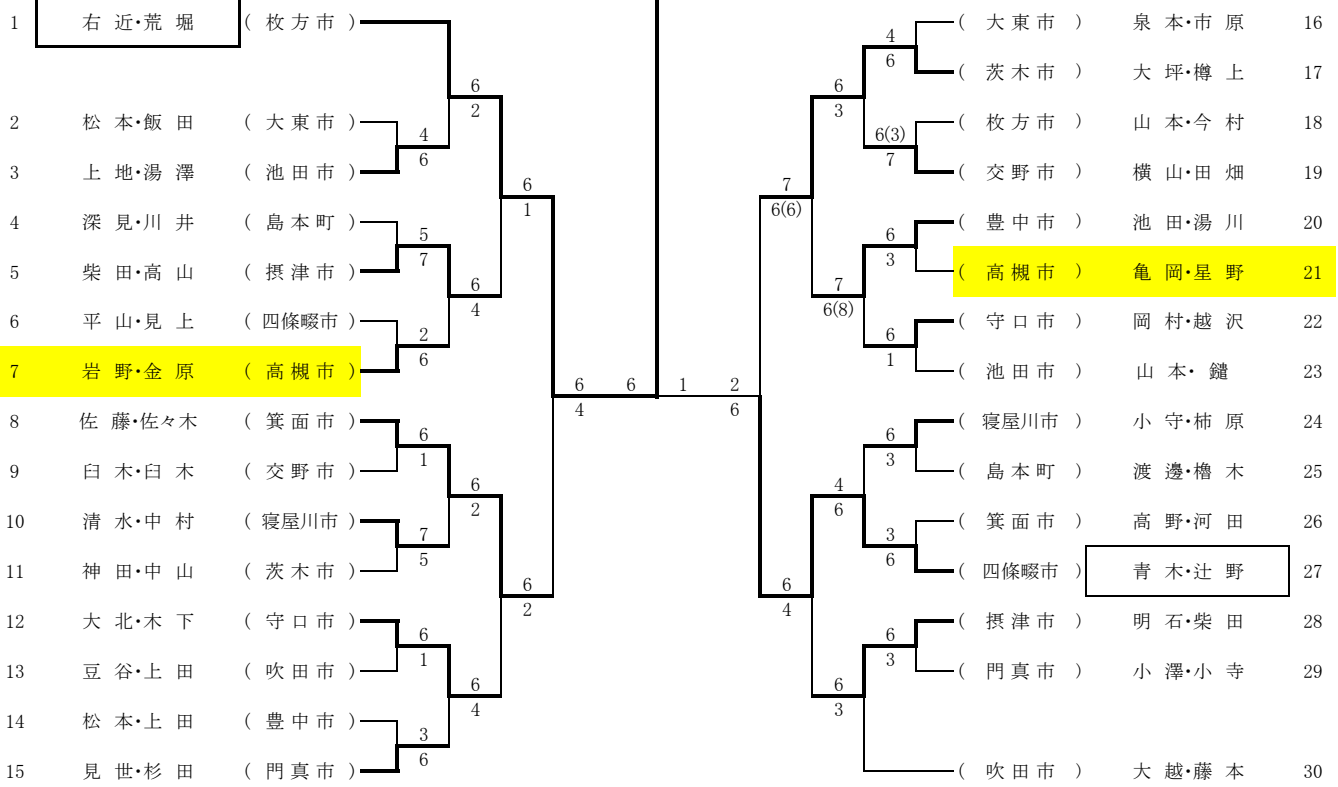 1 右 近・荒 堀 ( 枚 方 市 )
2 松 本・飯 田 ( 大 東 市 )
3 上 地・湯 澤 ( 池 田 市 )
4 深 見・川 井 ( 島 本 町 )
5 柴 田・高 山 ( 摂 津 市 )
6 平 山・見 上 ( 四條畷市 )
7 岩 野・金 原 ( 高 槻 市 )
8 佐 藤・佐々木 ( 箕 面 市 )
9 臼 木・臼 木 ( 交 野 市 )
10 清 水・中 村 ( 寝屋川市 )
11 神 田・中 山 ( 茨 木 市 )
12 大 北・木 下 ( 守 口 市 )
13 豆 谷・上 田 ( 吹 田 市 )
14 松 本・上 田 ( 豊 中 市 )
15 見 世・杉 田 ( 門 真 市 )
4
6
5
7
2
6
6
1
7
5
6
1
3
6
6
2
6
4
6
2
6
4
6
1
6
2
6
4
6
1
2
6
7
6(6)
6
4
6
3
7
6(8)
4
6
6
3
4
6
6(3)
7
6
3
6
1
6
3
3
6
6
3
( 大 東 市 ) 泉 本・市 原 16
( 茨 木 市 ) 大 坪・樽 上 17
( 枚 方 市 ) 山 本・今 村 18
( 交 野 市 ) 横 山・田 畑 19
( 豊 中 市 ) 池 田・湯 川 20
( 高 槻 市 ) 亀 岡・星 野 21
( 守 口 市 ) 岡 村・越 沢 22
( 池 田 市 ) 山 本・ 鑓 23
( 寝屋川市 ) 小 守・柿 原 24
( 島 本 町 ) 渡 邊・櫓 木 25
( 箕 面 市 ) 高 野・河 田 26
( 四條畷市 ) 青 木・辻 野 27
( 摂 津 市 ) 明 石・柴 田 28
( 門 真 市 ) 小 澤・小 寺 29
( 吹 田 市 ) 大 越・藤 本 30